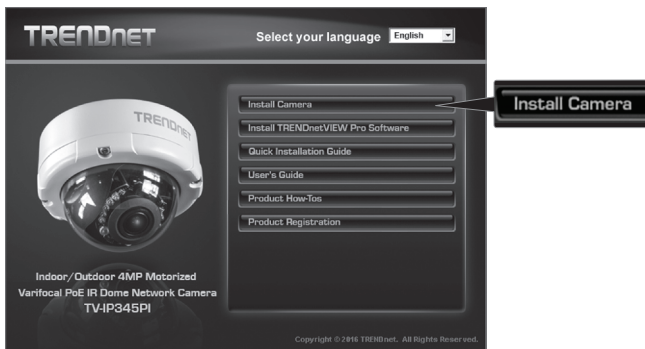 TRENDnet
Select your language English
Install Camera
Install Camera
Install TRENDnetVIEW Pro Software
Quick Installation Guide
User's Guide
Product How-Tos
Product Registration
TRENDnet
Indoor/Outdoor 4MP Motorized
Varifocal PoE IR Dome Network Camera
TV-IP345PI
Copyright © 2016 TRENDnet. All Rights Reserved.